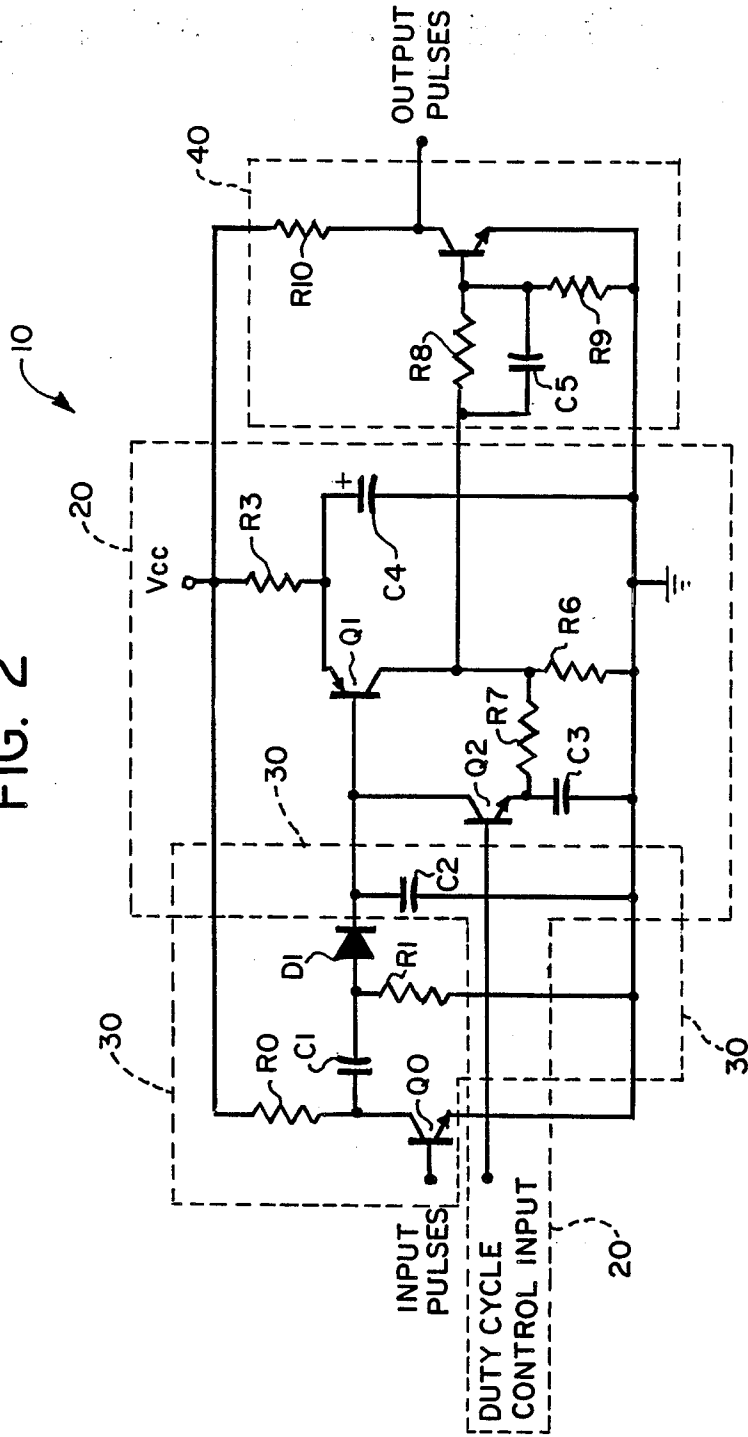 FIG. 2
10
20
Vcc
40
30
30
R0
R3
R10
C1
D1
Q1
C4
+
OUTPUT
PULSES
INPUT
PULSES
Q0
R1
C2
Q2
R7
R6
R8
C5
R9
C3
DUTY CYCLE
CONTROL INPUT
20
30